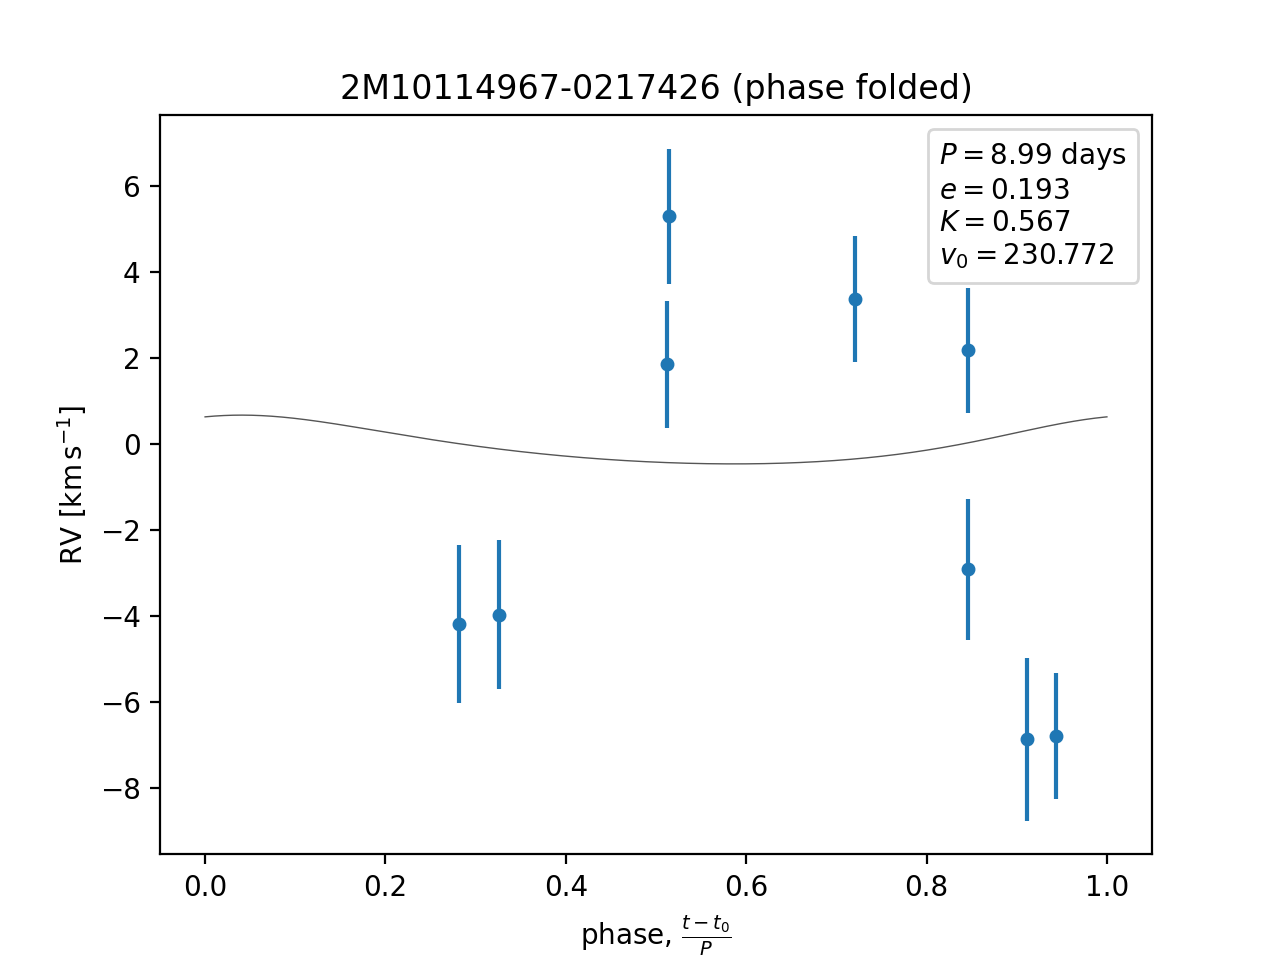 2M10114967-0217426 (phase folded)
P = 8.99 days
e = 0.193
K = 0.567
v₀ = 230.772
RV [km s⁻¹]
6
4
2
0
−2
−4
−6
−8
0.0 0.2 0.4 0.6 0.8 1.0
phase, (t − t₀)/P